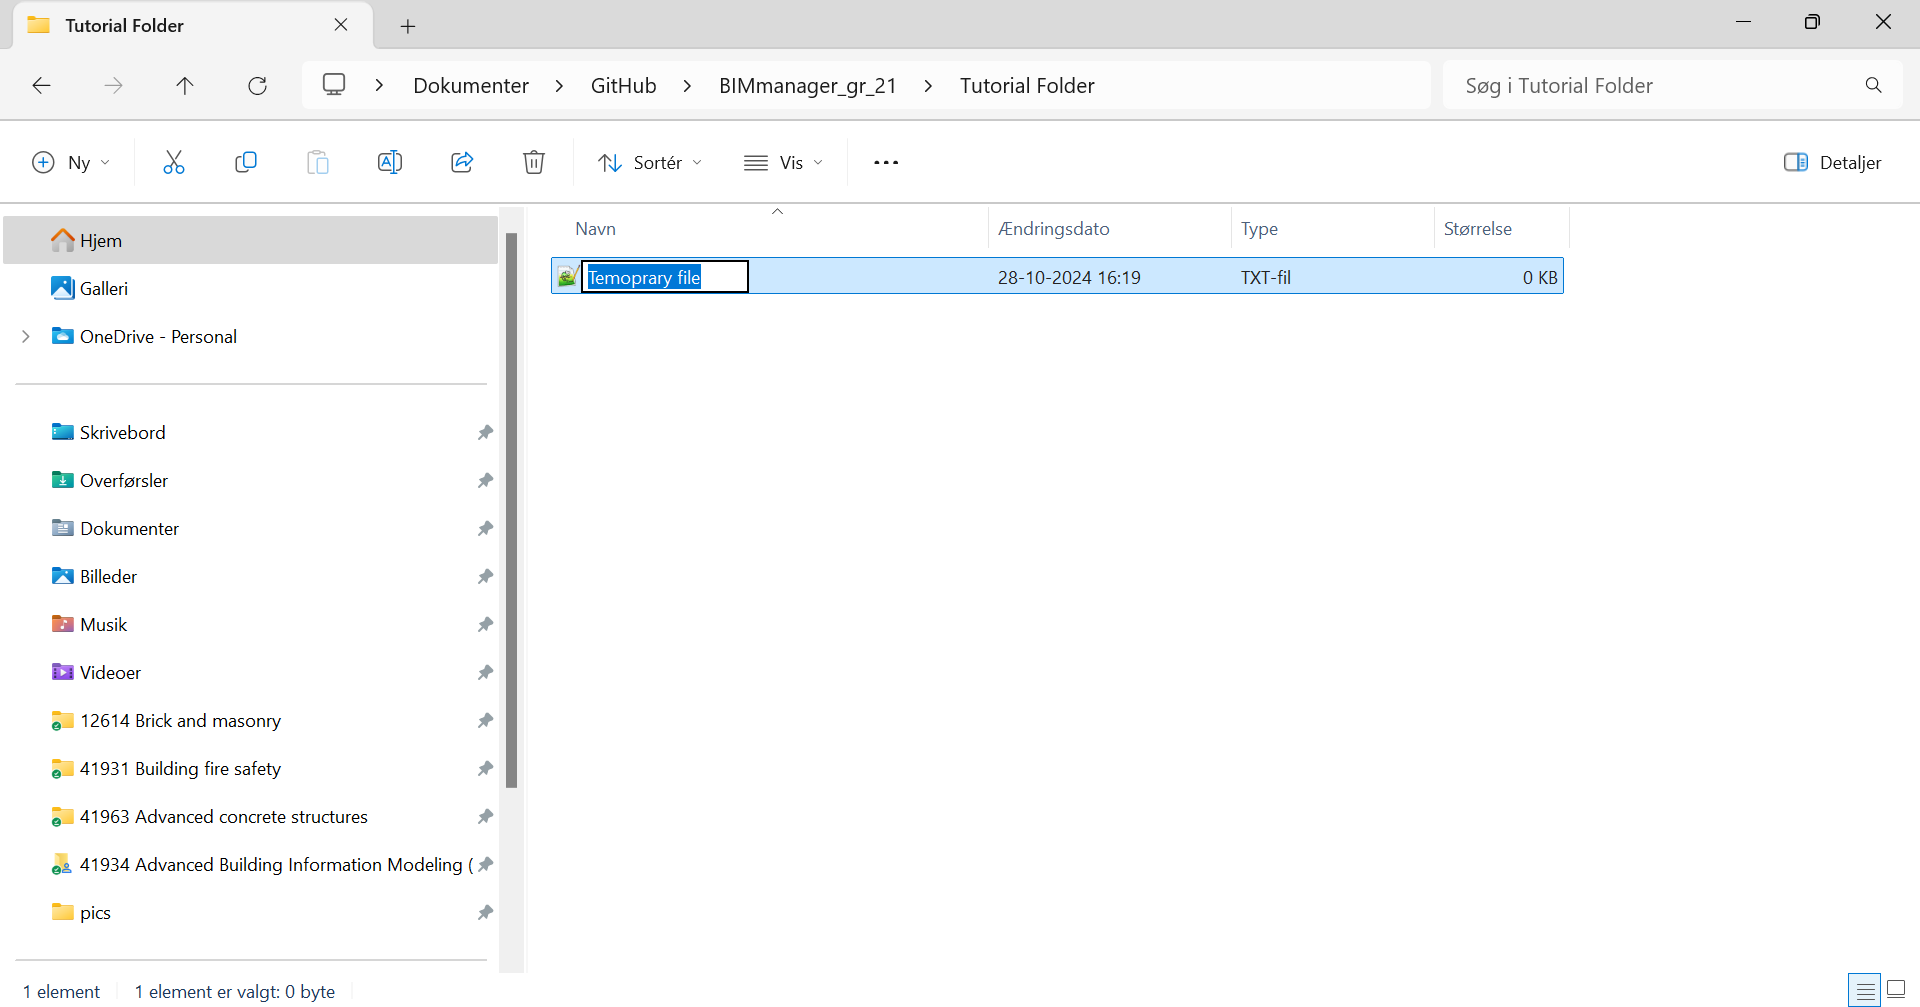 Tutorial Folder
Dokumenter GitHub BIMmanager_gr_21 Tutorial Folder
Søg i Tutorial Folder
Ny
Sortér
Vis
Detaljer
Hjem
Galleri
OneDrive - Personal
Skrivebord
Overførsler
Dokumenter
Billeder
Musik
Videoer
12614 Brick and masonry
41931 Building fire safety
41963 Advanced concrete structures
41934 Advanced Building Information Modeling (
pics
Navn Ændringsdato Type Størrelse
Temoprary file 28-10-2024 16:19 TXT-fil 0 KB
1 element 1 element er valgt: 0 byte